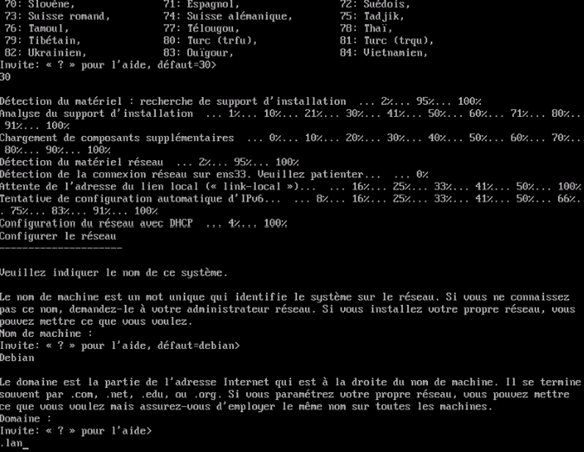 70: Slovène, 71: Espagnol, 72: Suédois,
73: Suisse romand, 74: Suisse alémanique, 75: Tadjik,
76: Tamoul, 77: Télougou, 78: Thaï,
79: Tibétain, 80: Turc (trfu), 81: Turc (trqu),
82: Ukrainien, 83: Ouïgour, 84: Vietnamien,
Invite: « ? » pour l'aide, défaut=30>
30
Détection du matériel : recherche de support d'installation ... 2%... 95%... 100%
Analyse du support d'installation ... 1%... 10%... 21%... 30%... 41%... 50%... 60%... 71%... 80%...
91%... 100%
Chargement de composants supplémentaires ... 0%... 10%... 20%... 30%... 40%... 50%... 60%... 70%...
80%... 90%... 100%
Détection du matériel réseau ... 2%... 95%... 100%
Détection de la connexion réseau sur ens33. Veuillez patienter... ... 0%
Attente de l'adresse du lien local (« link-local »)... ... 16%... 25%... 33%... 41%... 50%... 100%
Tentative de configuration automatique d'IPv6... ... 8%... 16%... 25%... 33%... 41%... 50%... 66%..
. 75%... 83%... 91%... 100%
Configuration du réseau avec DHCP ... 4%... 100%
Configurer le réseau
--------------------
Veuillez indiquer le nom de ce système.
Le nom de machine est un mot unique qui identifie le système sur le réseau. Si vous ne connaissez
pas ce nom, demandez-le à votre administrateur réseau. Si vous installez votre propre réseau, vous
pouvez mettre ce que vous voulez.
Nom de machine :
Invite: « ? » pour l'aide, défaut=debian>
Debian
Le domaine est la partie de l'adresse Internet qui est à la droite du nom de machine. Il se termine
souvent par .com, .net, .edu, ou .org. Si vous paramétrez votre propre réseau, vous pouvez mettre
ce que vous voulez mais assurez-vous d'employer le même nom sur toutes les machines.
Domaine :
Invite: « ? » pour l'aide>
.lan_